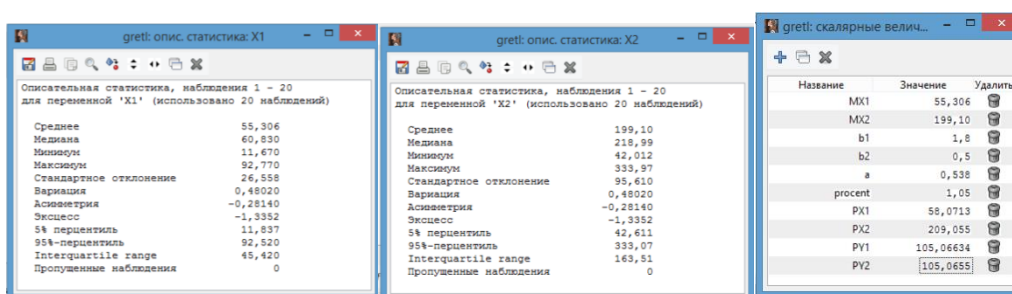 gretl: опис. статистика: X1
Описательная статистика, наблюдения 1 - 20
для переменной 'X1' (использовано 20 наблюдений)
Среднее 55,306
Медиана 60,830
Минимум 11,670
Максимум 92,770
Стандартное отклонение 26,558
Вариация 0,48020
Асимметрия -0,28140
Эксцесс -1,3352
5% перцентиль 11,837
95%-перцентиль 92,520
Interquartile range 45,420
Пропущенные наблюдения 0
gretl: опис. статистика: X2
Описательная статистика, наблюдения 1 - 20
для переменной 'X2' (использовано 20 наблюдений)
Среднее 199,10
Медиана 218,99
Минимум 42,012
Максимум 333,97
Стандартное отклонение 95,610
Вариация 0,48020
Асимметрия -0,28140
Эксцесс -1,3352
5% перцентиль 42,611
95%-перцентиль 333,07
Interquartile range 163,51
Пропущенные наблюдения 0
gretl: скалярные велич...
Название Значение Удалить
MX1 55,306
MX2 199,10
b1 1,8
b2 0,5
a 0,538
procent 1,05
PX1 58,0713
PX2 209,055
PY1 105,06634
PY2 105,0655